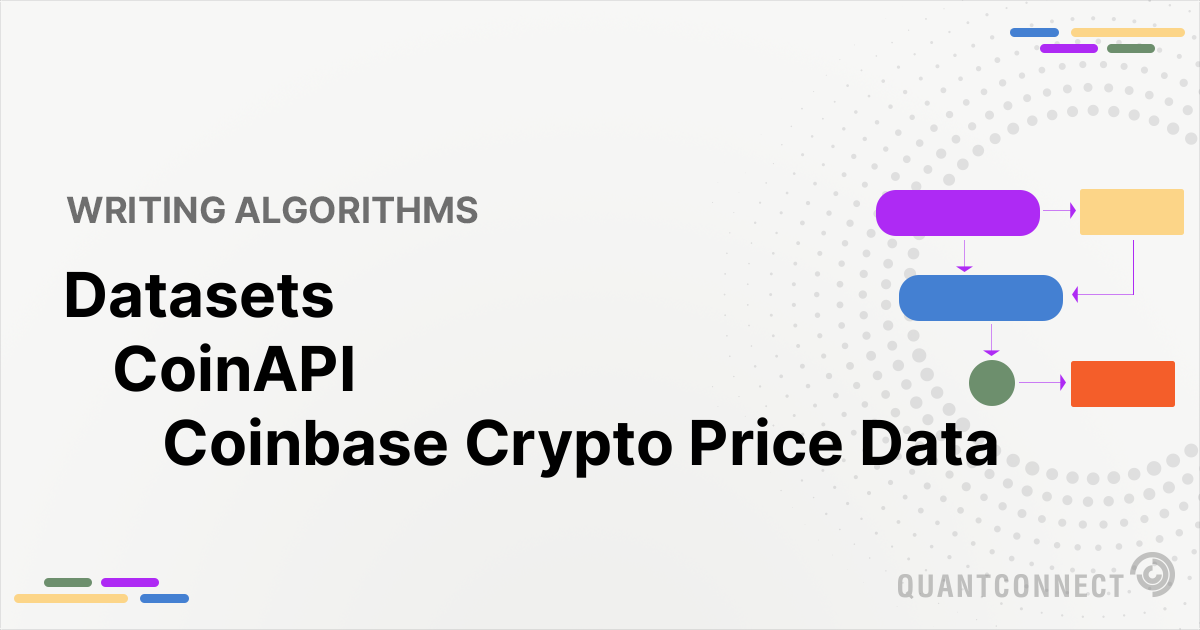 WRITING ALGORITHMS
Datasets
CoinAPI
Coinbase Crypto Price Data
QUANTCONNECT